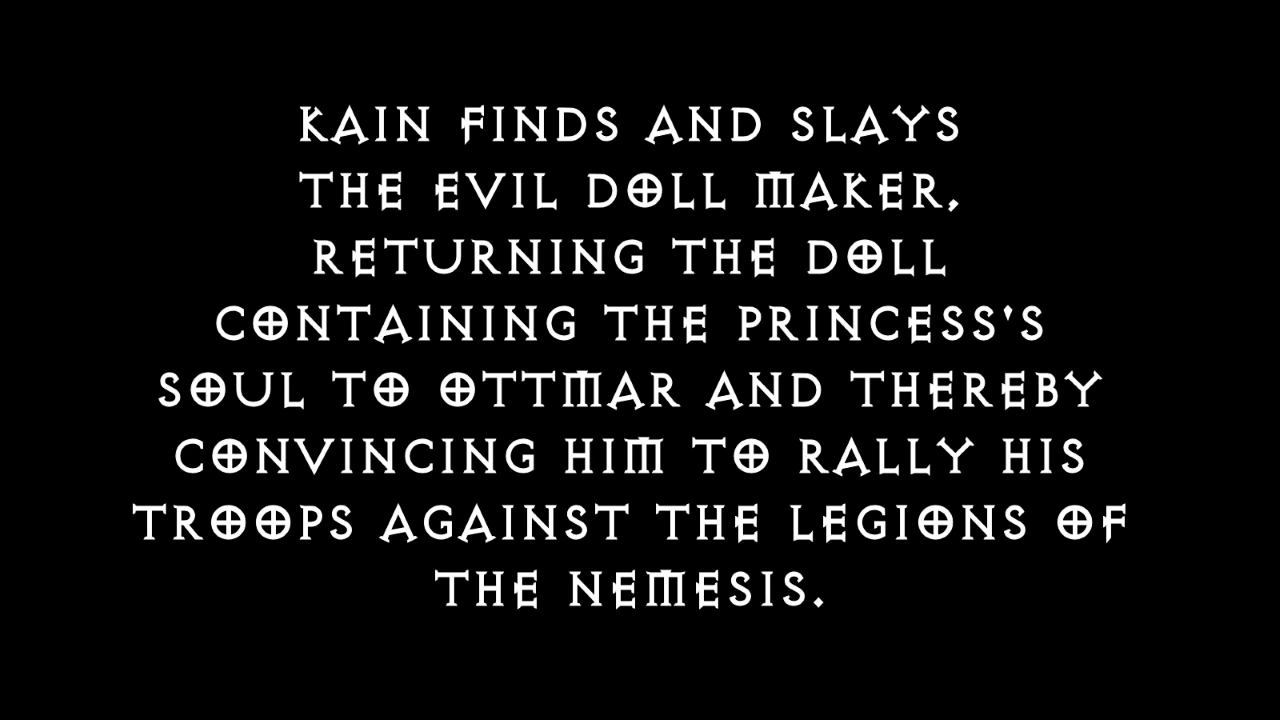 KAIN FINDS AND SLAYS
THE EVIL DOLL MAKER,
RETURNING THE DOLL
CONTAINING THE PRINCESS'S
SOUL TO OTTMAR AND THEREBY
CONVINCING HIM TO RALLY HIS
TROOPS AGAINST THE LEGIONS OF
THE NEMESIS.